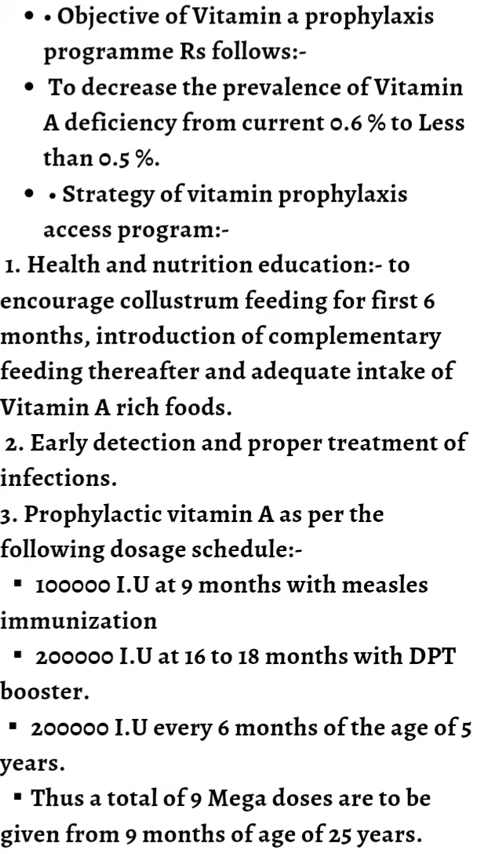 • • Objective of Vitamin a prophylaxis
programme Rs follows:-
• To decrease the prevalence of Vitamin
A deficiency from current 0.6 % to Less
than 0.5 %.
• • Strategy of vitamin prophylaxis
access program:-
1. Health and nutrition education:- to
encourage collustrum feeding for first 6
months, introduction of complementary
feeding thereafter and adequate intake of
Vitamin A rich foods.
2. Early detection and proper treatment of
infections.
3. Prophylactic vitamin A as per the
following dosage schedule:-
▪ 100000 I.U at 9 months with measles
immunization
▪ 200000 I.U at 16 to 18 months with DPT
booster.
▪ 200000 I.U every 6 months of the age of 5
years.
▪ Thus a total of 9 Mega doses are to be
given from 9 months of age of 25 years.